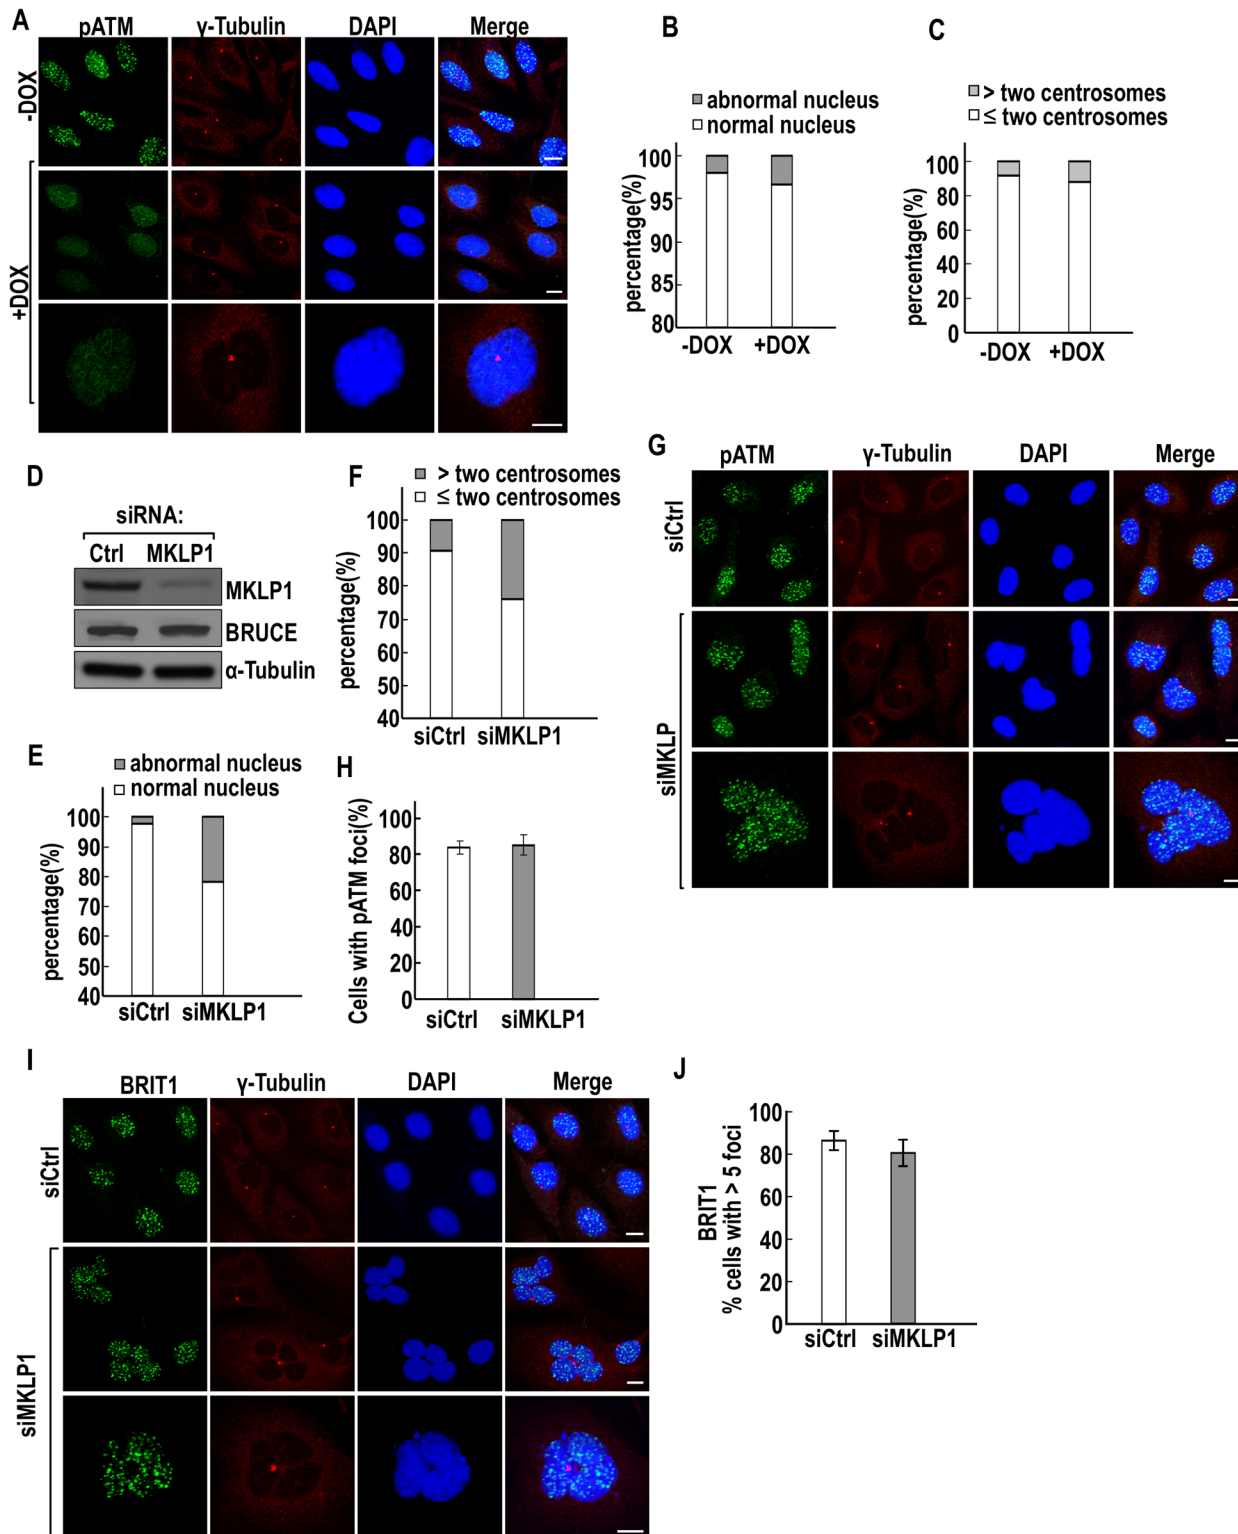 A
pATM
γ-Tubulin
DAPI
Merge
-DOX
+DOX
B
abnormal nucleus
normal nucleus
percentage(%)
100
95
90
85
80
-DOX
+DOX
C
> two centrosomes
≤ two centrosomes
percentage(%)
100
80
60
40
20
0
-DOX
+DOX
D
siRNA:
Ctrl
MKLP1
MKLP1
BRUCE
α-Tubulin
E
abnormal nucleus
normal nucleus
percentage(%)
100
90
80
70
60
50
40
siCtrl
siMKLP1
F
> two centrosomes
≤ two centrosomes
percentage(%)
100
90
80
70
60
50
40
siCtrl
siMKLP1
G
pATM
γ-Tubulin
DAPI
Merge
siCtrl
siMKLP
H
Cells with pATM foci(%)
100
80
60
40
20
0
siCtrl
siMKLP1
I
BRIT1
γ-Tubulin
DAPI
Merge
siCtrl
siMKLP1
J
BRIT1
% cells with > 5 foci
100
80
60
40
20
0
siCtrl
siMKLP1